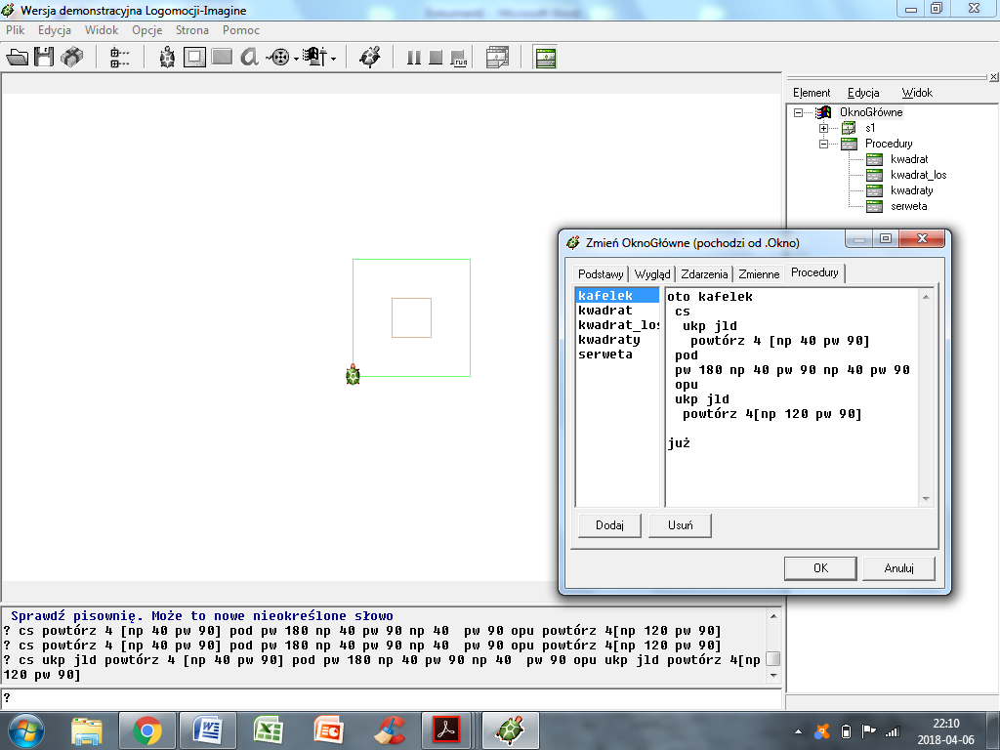 Wersja demonstracyjna Logomocji-Imagine
Plik Edycja Widok Opcje Strona Pomoc
run
Element Edycja Widok
OknoGłówne
s1
Procedury
kwadrat
kwadrat_los
kwadraty
serweta
Zmień OknoGłówne (pochodzi od .Okno)
Podstawy Wygląd Zdarzenia Zmienne Procedury
kafelek
kwadrat
kwadrat_los
kwadraty
serweta
oto kafelek
cs
ukp jld
powtórz 4 [np 40 pw 90]
pod
pw 180 np 40 pw 90 np 40 pw 90
opu
ukp jld
powtórz 4[np 120 pw 90]
już
Dodaj Usuń
OK Anuluj
Sprawdź pisownię. Może to nowe nieokreślone słowo
? cs powtórz 4 [np 40 pw 90] pod pw 180 np 40 pw 90 np 40 pw 90 opu powtórz 4[np 120 pw 90]
? cs powtórz 4 [np 40 pw 90] pod pw 180 np 40 pw 90 np 40 pw 90 opu powtórz 4[np 120 pw 90]
? cs ukp jld powtórz 4 [np 40 pw 90] pod pw 180 np 40 pw 90 np 40 pw 90 opu ukp jld powtórz 4[np
120 pw 90]
?
22:10
2018-04-06